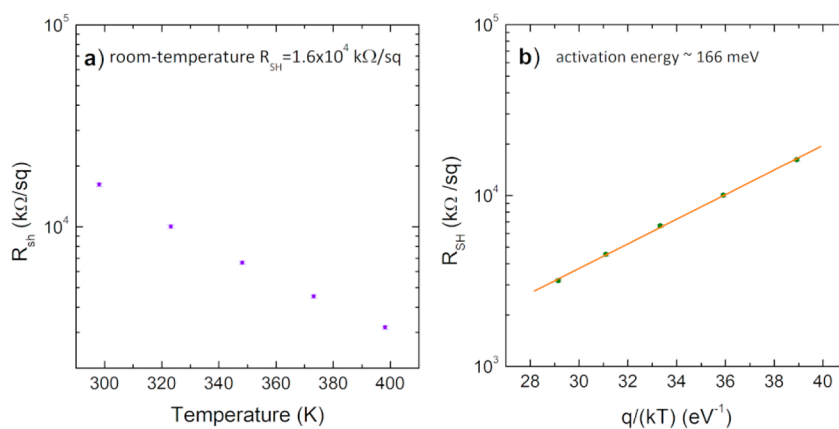 a) room-temperature R_SH=1.6x10^4 kΩ/sq
10^5
10^4
R_sh (kΩ/sq)
300 320 340 360 380 400
Temperature (K)
b) activation energy ~ 166 meV
10^5
10^4
10^3
R_SH (kΩ /sq)
28 30 32 34 36 38 40
q/(kT) (eV^-1)